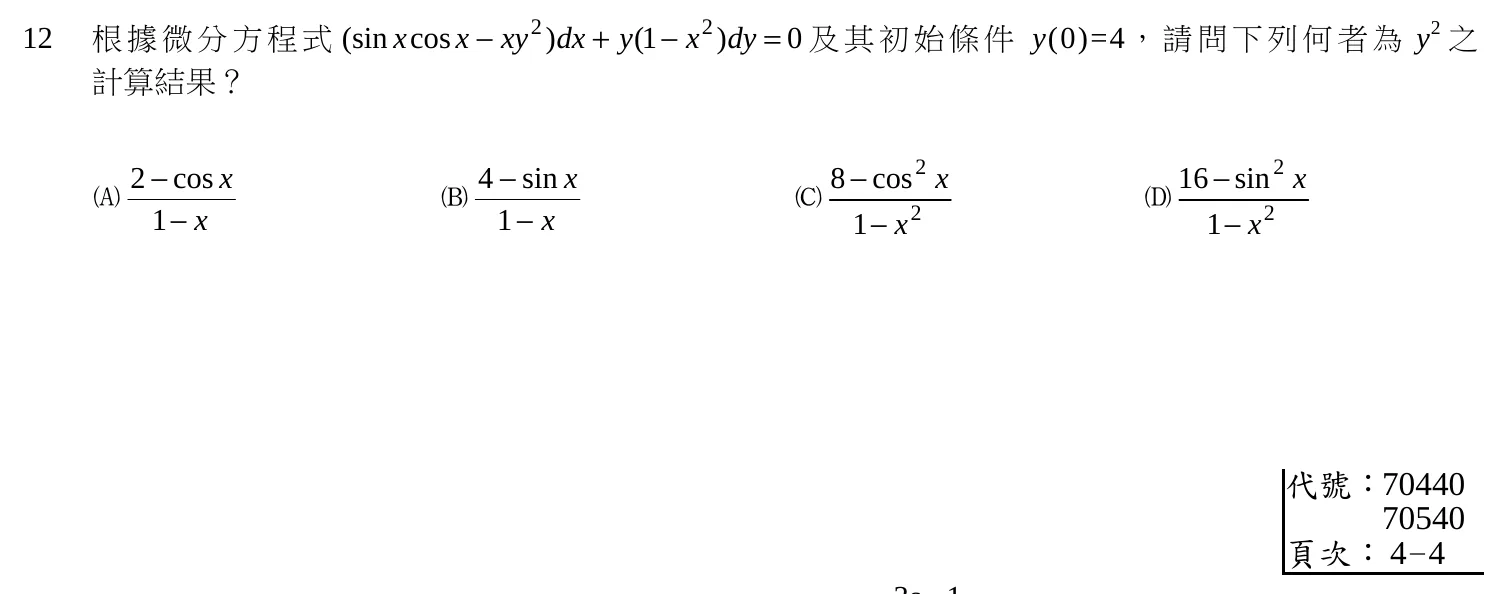 12 根據微分方程式 (sin x cos x – xy²)dx + y(1 – x²)dy = 0 及其初始條件 y(0)=4，請問下列何者為 y² 之
計算結果？
(A) (2 – cos x)/(1 – x) (B) (4 – sin x)/(1 – x) (C) (8 – cos² x)/(1 – x²) (D) (16 – sin² x)/(1 – x²)
代號：70440
70540
頁次：4−4